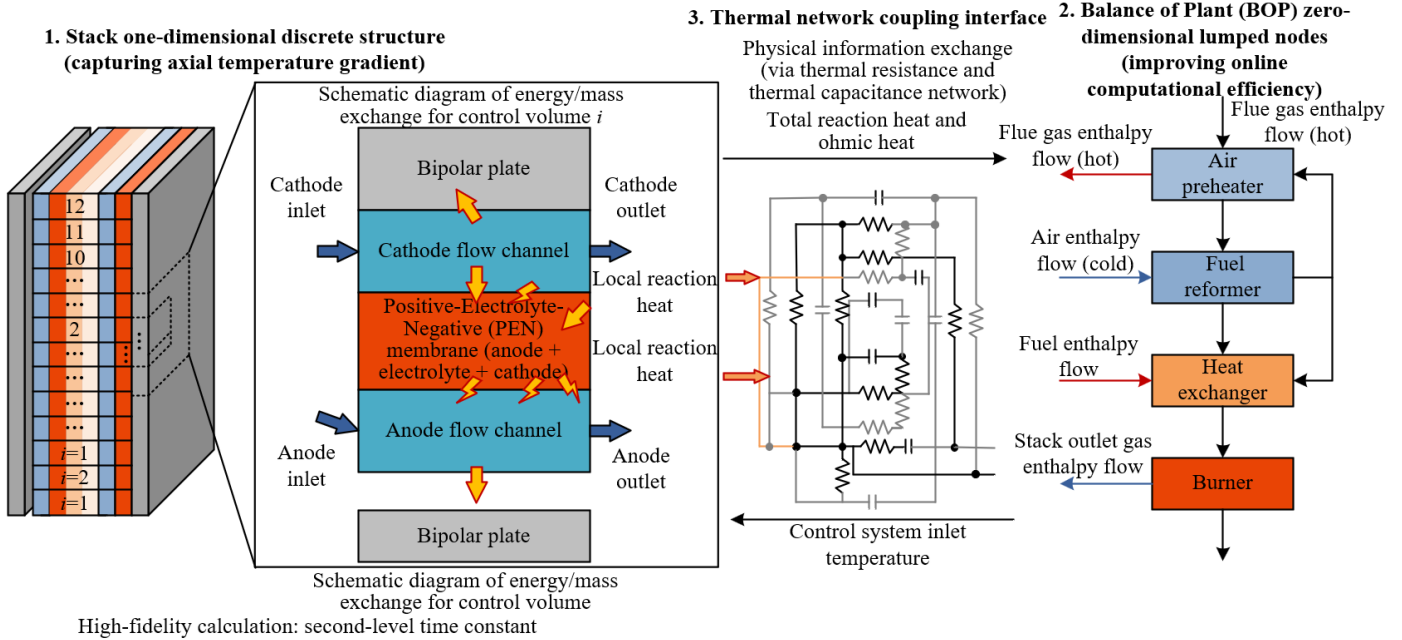 1. Stack one-dimensional discrete structure
(capturing axial temperature gradient)
12
11
10
...
...
2
...
...
...
...
i=1
i=2
i=1
Schematic diagram of energy/mass
exchange for control volume i
Bipolar plate
Cathode
inlet
Cathode
outlet
Cathode flow channel
Local reaction
heat
Positive-Electrolyte-
Negative (PEN)
membrane (anode +
electrolyte + cathode)
Local reaction
heat
Anode flow channel
Anode
inlet
Anode
outlet
Bipolar plate
Schematic diagram of energy/mass
exchange for control volume
High-fidelity calculation: second-level time constant
3. Thermal network coupling interface
Physical information exchange
(via thermal resistance and
thermal capacitance network)
Total reaction heat and
ohmic heat
Control system inlet
temperature
2. Balance of Plant (BOP) zero-
dimensional lumped nodes
(improving online
computational efficiency)
Flue gas enthalpy
flow (hot)
Flue gas enthalpy
flow (hot)
Air
preheater
Air enthalpy
flow (cold)
Fuel
reformer
Fuel enthalpy
flow
Heat
exchanger
Stack outlet gas
enthalpy flow
Burner